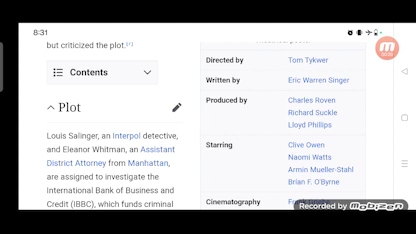 8:31
but criticized the plot.[7]
Contents
Plot
Louis Salinger, an Interpol detective,
and Eleanor Whitman, an Assistant
District Attorney from Manhattan,
are assigned to investigate the
International Bank of Business and
Credit (IBBC), which funds criminal
Directed by Tom Tykwer
Written by Eric Warren Singer
Produced by Charles Roven
Richard Suckle
Lloyd Phillips
Starring Clive Owen
Naomi Watts
Armin Mueller-Stahl
Brian F. O'Byrne
Cinematography Frank
Recorded by Mobizen